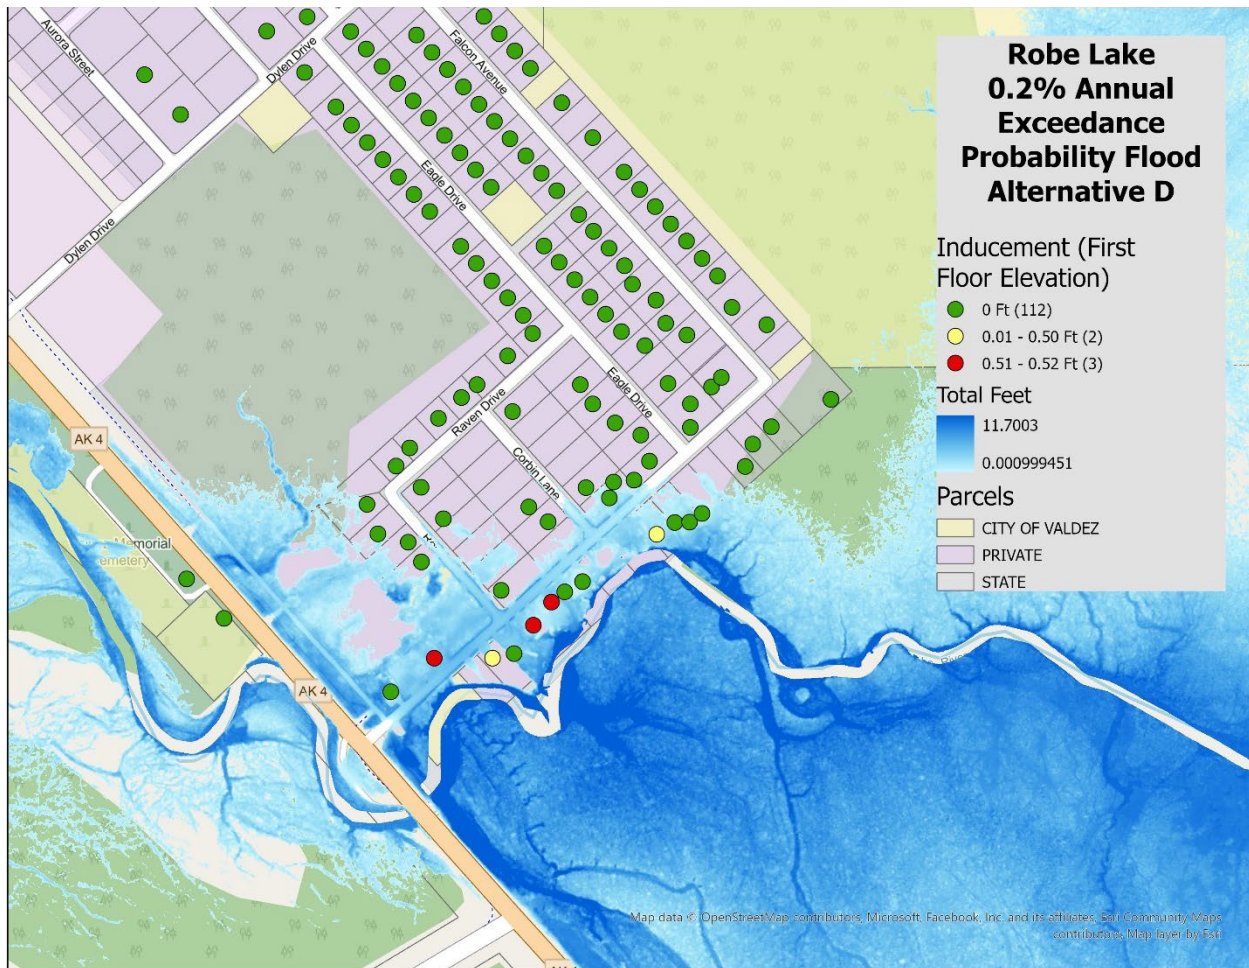 Robe Lake
0.2% Annual
Exceedance
Probability Flood
Alternative D
Inducement (First
Floor Elevation)
0 Ft (112)
0.01 - 0.50 Ft (2)
0.51 - 0.52 Ft (3)
Total Feet
11.7003
0.000999451
Parcels
CITY OF VALDEZ
PRIVATE
STATE
Aurora Street
Dylen Drive
Falcon Avenue
Eagle Drive
Dylen Drive
Eagle Drive
Raven Drive
Corbin Lane
AK 4
Memorial
emetery
AK 4
Map data © OpenStreetMap contributors, Microsoft, Facebook, Inc. and its affiliates, Esri Community Maps
contributors, Map layer by Esri